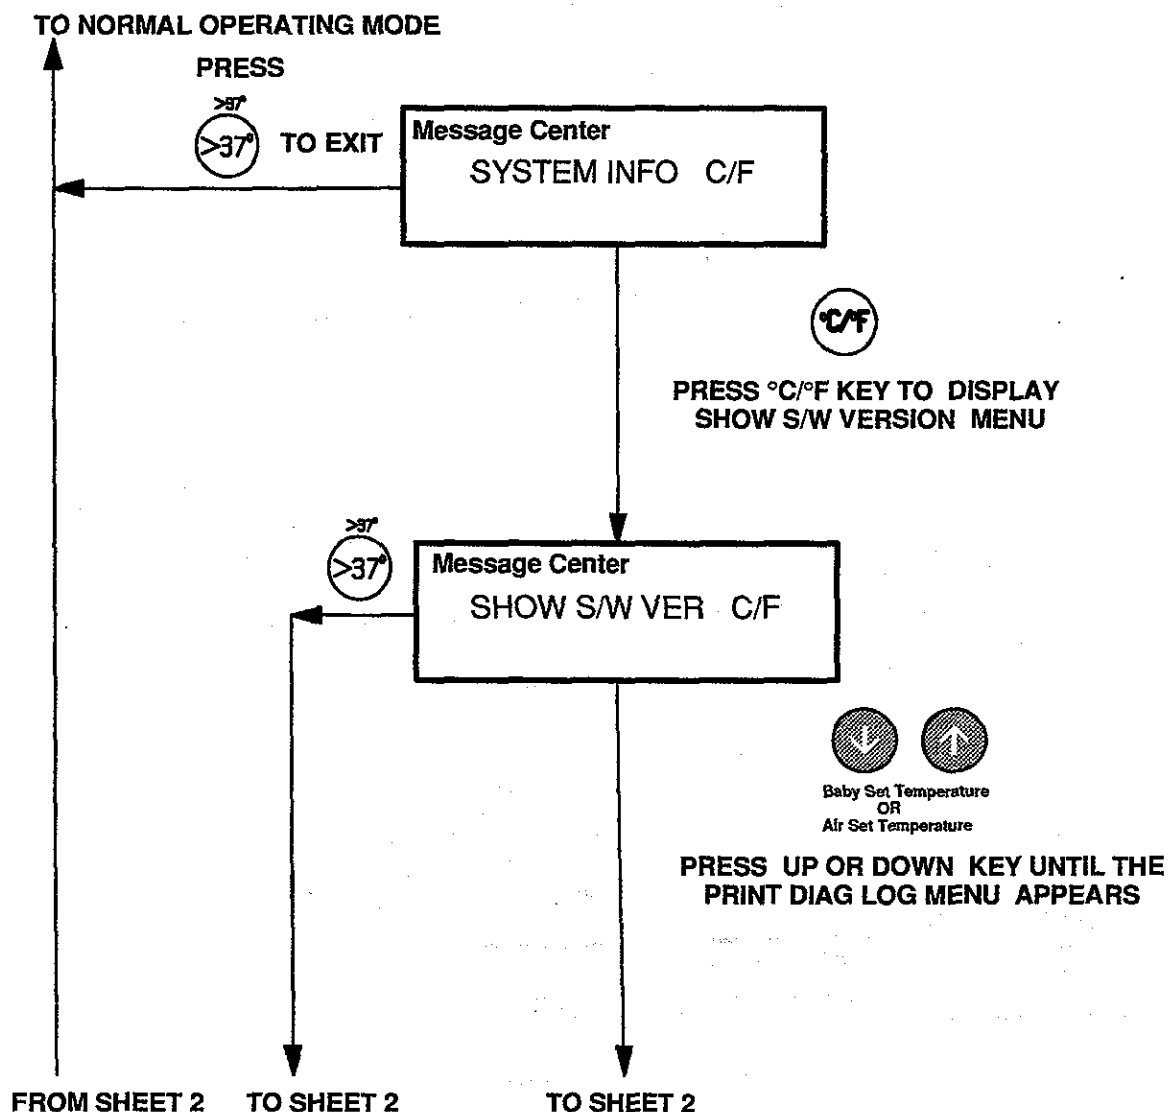 TO NORMAL OPERATING MODE
PRESS
>37°
>37° TO EXIT
Message Center
SYSTEM INFO C/F
°C/°F
PRESS °C/°F KEY TO DISPLAY
SHOW S/W VERSION MENU
>37°
>37°
Message Center
SHOW S/W VER C/F
Baby Set Temperature
OR
Air Set Temperature
PRESS UP OR DOWN KEY UNTIL THE
PRINT DIAG LOG MENU APPEARS
FROM SHEET 2 TO SHEET 2 TO SHEET 2